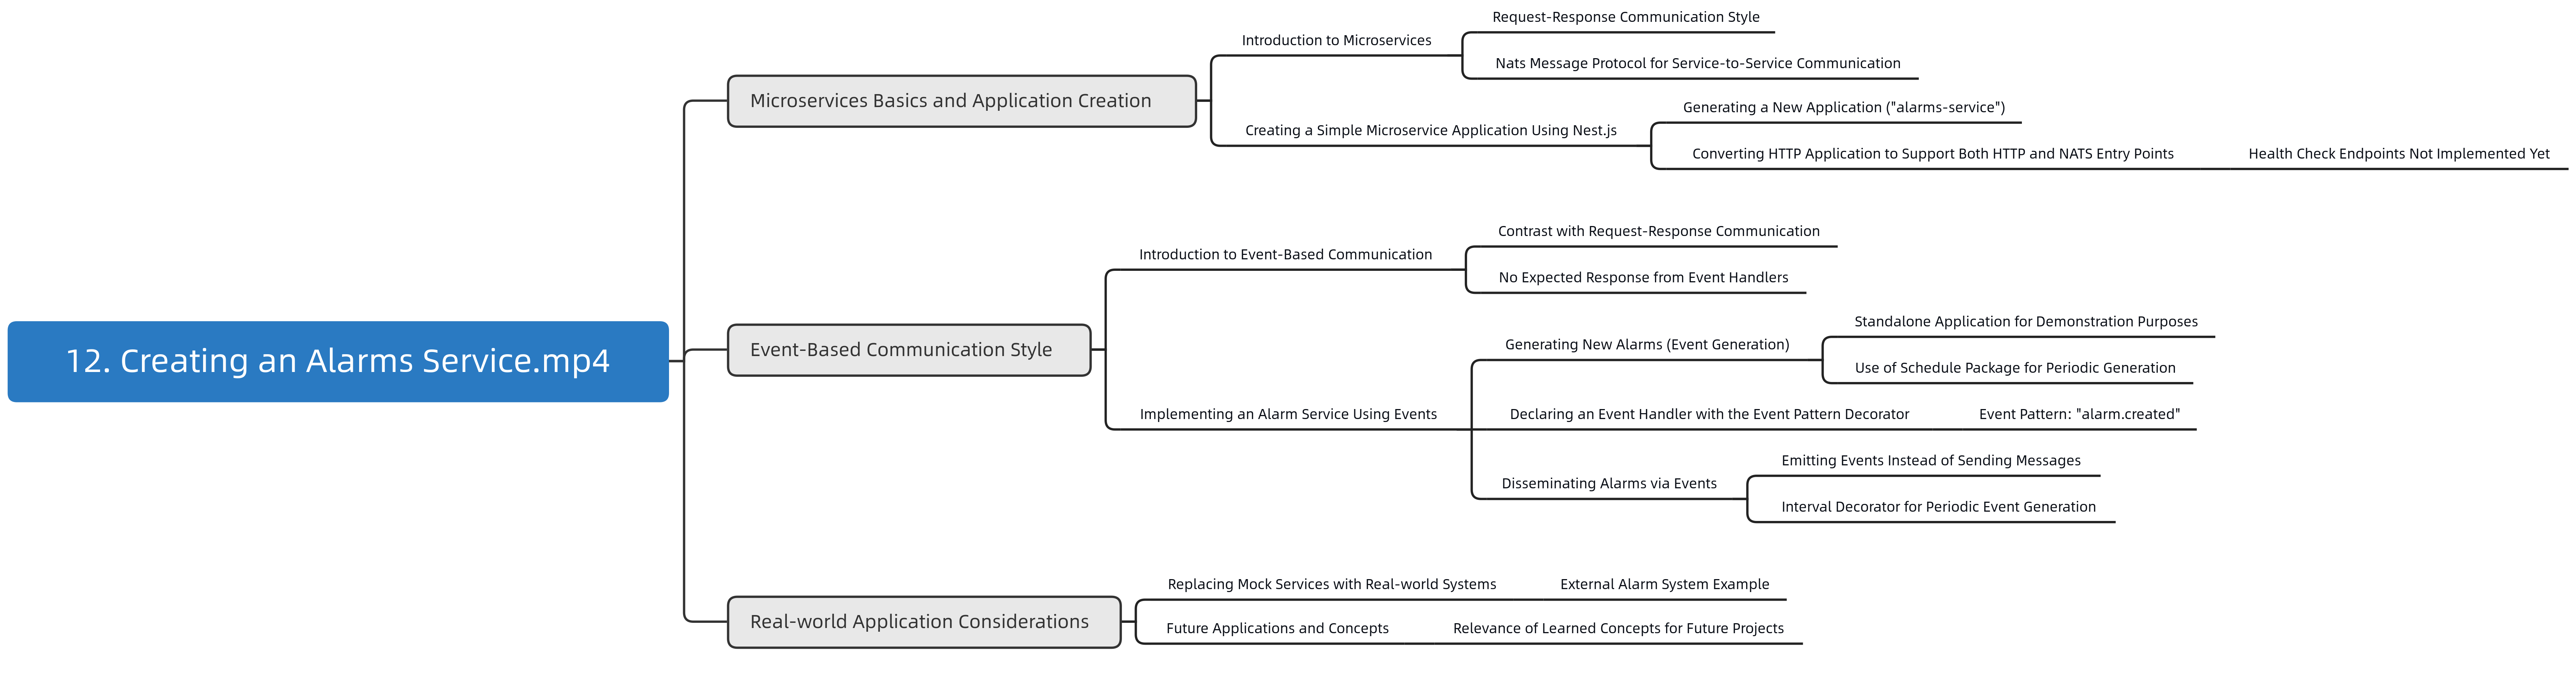 12. Creating an Alarms Service.mp4
Microservices Basics and Application Creation
Introduction to Microservices
Request-Response Communication Style
Nats Message Protocol for Service-to-Service Communication
Creating a Simple Microservice Application Using Nest.js
Generating a New Application ("alarms-service")
Converting HTTP Application to Support Both HTTP and NATS Entry Points
Health Check Endpoints Not Implemented Yet
Event-Based Communication Style
Introduction to Event-Based Communication
Contrast with Request-Response Communication
No Expected Response from Event Handlers
Implementing an Alarm Service Using Events
Generating New Alarms (Event Generation)
Standalone Application for Demonstration Purposes
Use of Schedule Package for Periodic Generation
Declaring an Event Handler with the Event Pattern Decorator
Event Pattern: "alarm.created"
Disseminating Alarms via Events
Emitting Events Instead of Sending Messages
Interval Decorator for Periodic Event Generation
Real-world Application Considerations
Replacing Mock Services with Real-world Systems
External Alarm System Example
Future Applications and Concepts
Relevance of Learned Concepts for Future Projects